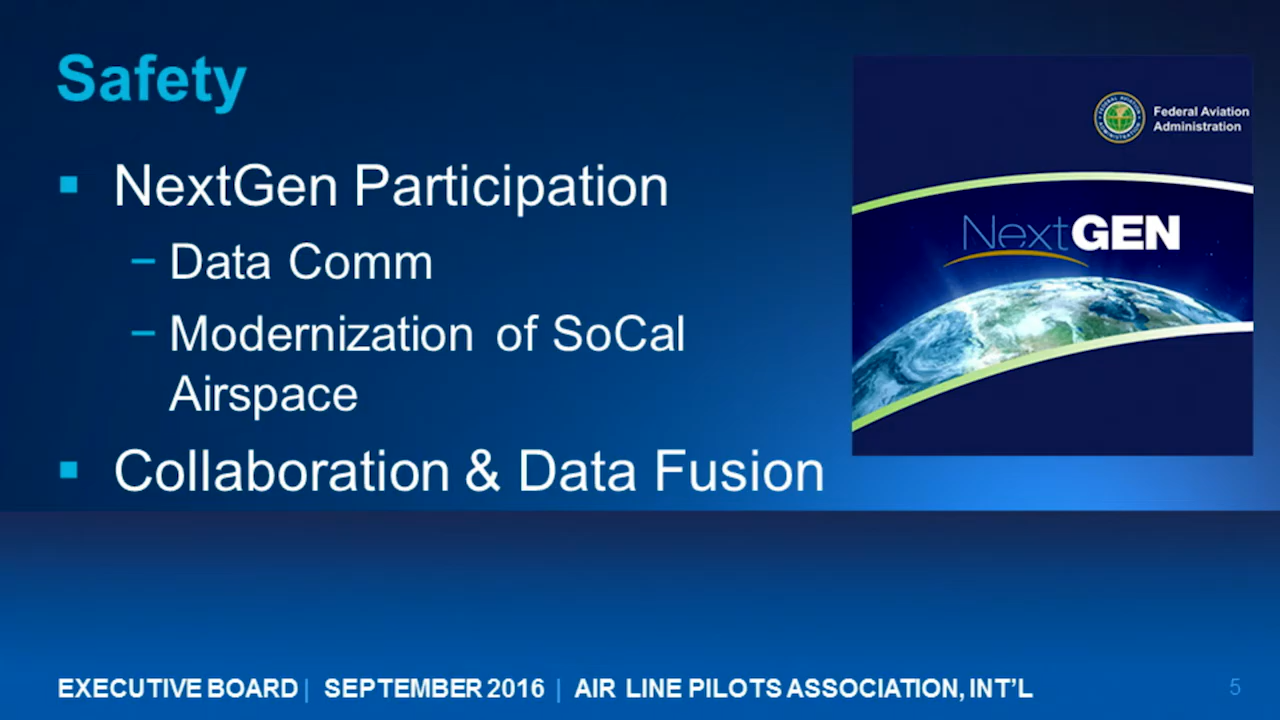 Safety
▪ NextGen Participation
− Data Comm
− Modernization of SoCal
Airspace
▪ Collaboration & Data Fusion
Federal Aviation
Administration
NextGEN
EXECUTIVE BOARD | SEPTEMBER 2016 | AIR LINE PILOTS ASSOCIATION, INT'L
5